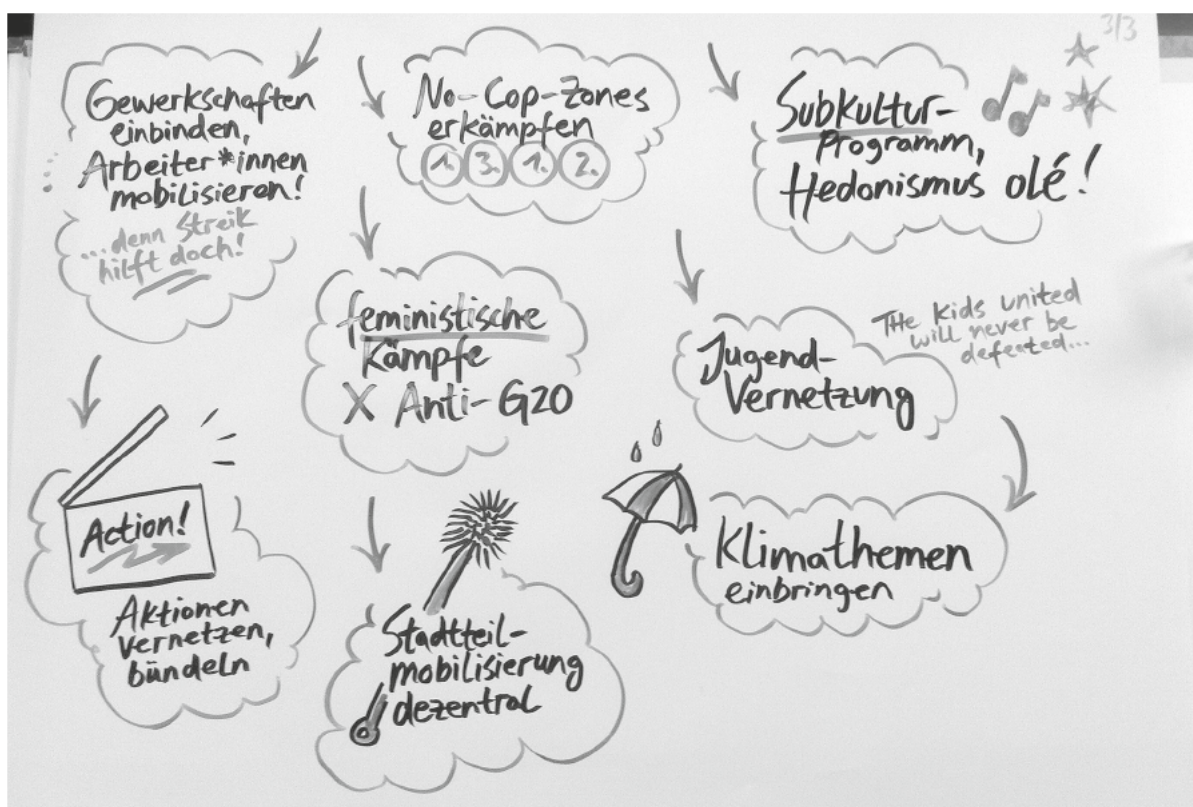 3/3
Gewerkschaften
einbinden,
Arbeiter*innen
mobilisieren!
...denn Streik
hilft doch!
Action!
Aktionen
vernetzen,
bündeln
No-Cop-Zones
erkämpfen
1. 3. 1. 2.
feministische
Kämpfe
X Anti-G20
Stadtteil-
mobilisierung
dezentral
Subkultur-
Programm,
Hedonismus olé!
Jugend-
Vernetzung
THe kids united
will never be
defeated...
Klimathemen
einbringen